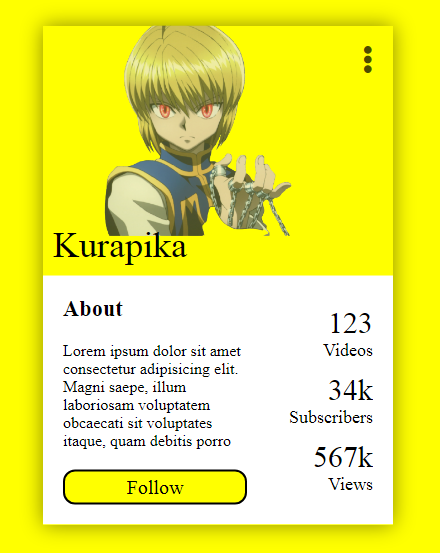 Kurapika
About
Lorem ipsum dolor sit amet
consectetur adipisicing elit.
Magni saepe, illum
laboriosam voluptatem
obcaecati sit voluptates
itaque, quam debitis porro
Follow
123
Videos
34k
Subscribers
567k
Views